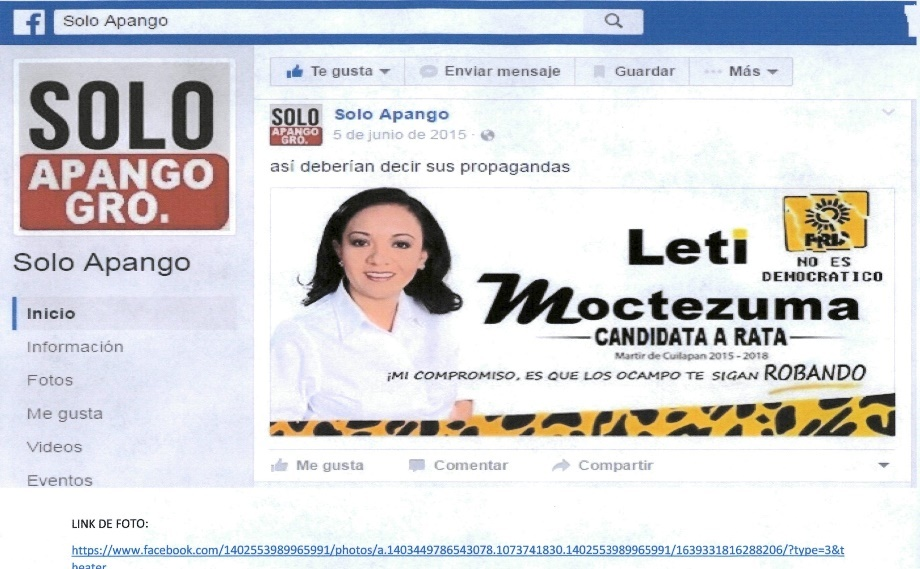 Solo Apango
SOLO
APANGO
GRO.
Solo Apango
Inicio
Información
Fotos
Me gusta
Videos
Eventos
Te gusta
Enviar mensaje
Guardar
Más
SOLO
APANGO
GRO.
Solo Apango
5 de junio de 2015
así deberían decir sus propagandas
PRD
NO ES
DEMOCRATICO
Leti
Moctezuma
CANDIDATA A RATA
Martir de Cuilapan 2015 - 2018
¡MI COMPROMISO, ES QUE LOS OCAMPO TE SIGAN ROBANDO
Me gusta
Comentar
Compartir
LINK DE FOTO:
https://www.facebook.com/1402553989965991/photos/a.1403449786543078.1073741830.1402553989965991/1639331816288206/?type=3&t
heater